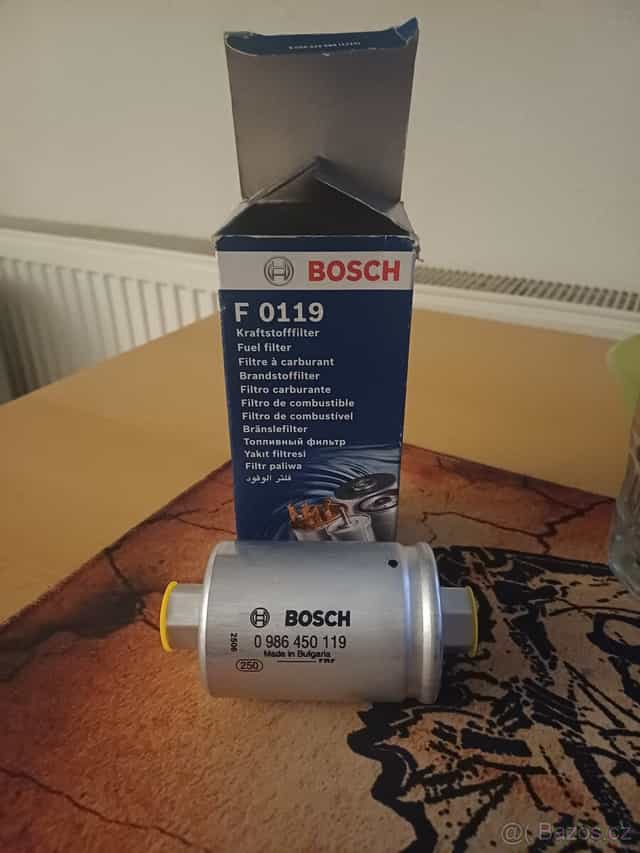 BOSCH
F 0119
Kraftstofffilter
Fuel filter
Filtre à carburant
Brandstoffilter
Filtro carburante
Filtro de combustible
Filtro de combustível
Bränslefilter
Топливный фильтр
Yakıt filtresi
Filtr paliwa
فلتر الوقود
BOSCH
0 986 450 119
Made in Bulgaria
2506
250
Bazos.cz